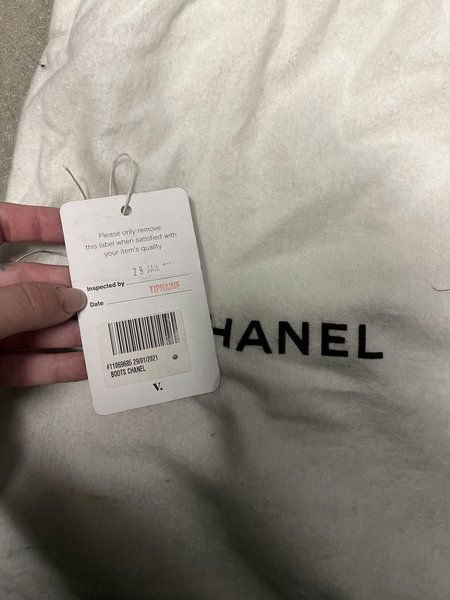 Please only remove
this label when satisfied with
your item's quality
29 JAN
Inspected by
TIPHAINE
Date
#11069685 29/01/2021
BOOTS CHANEL
V.
HANEL